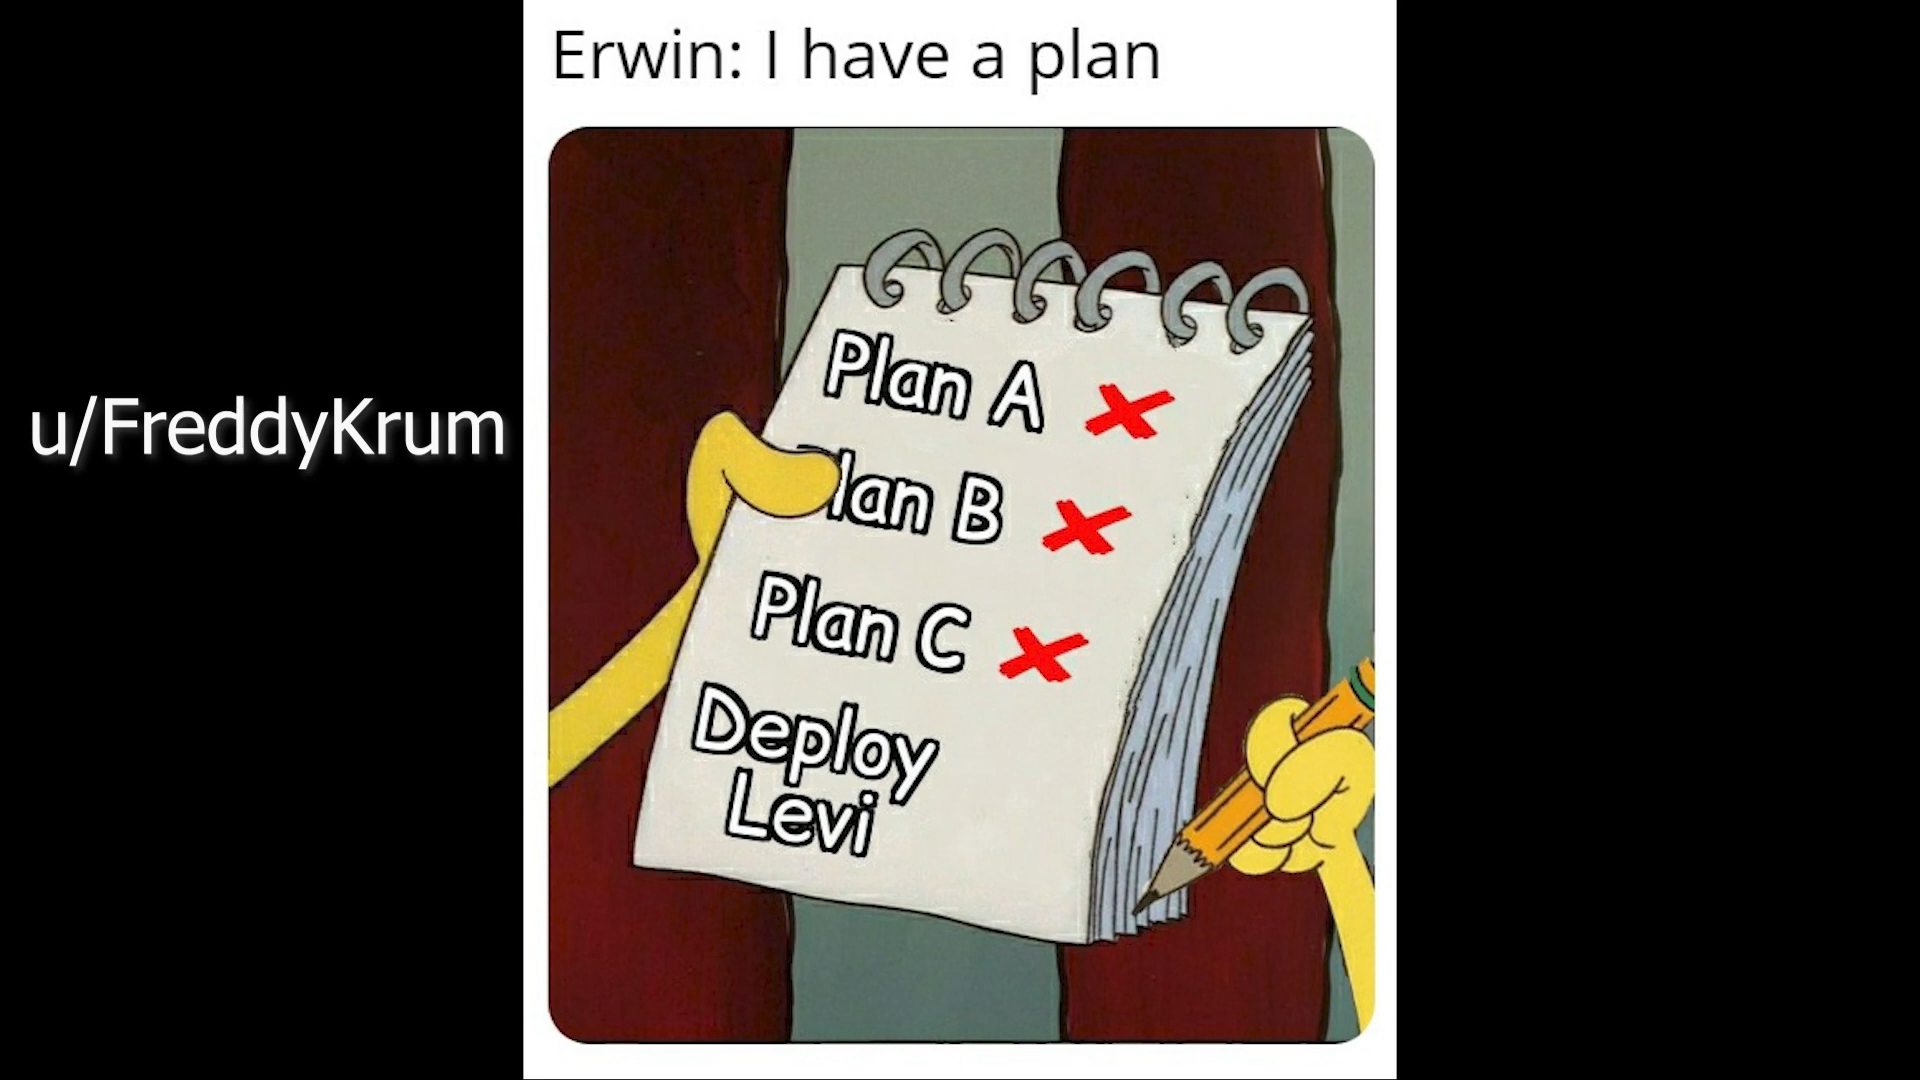 Erwin: I have a plan
u/FreddyKrum
Plan A
lan B
Plan C
Deploy
Levi